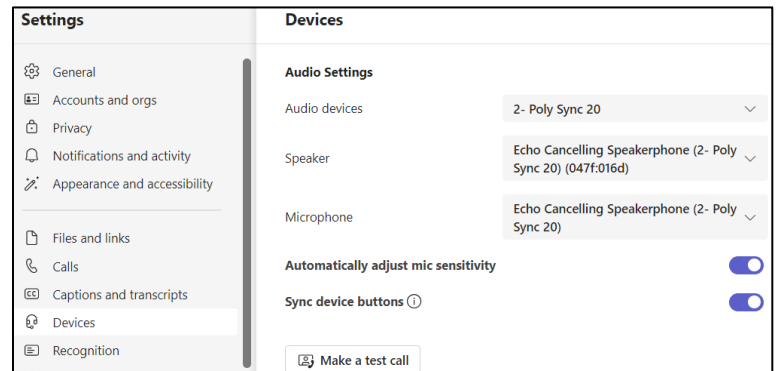 Settings
General
Accounts and orgs
Privacy
Notifications and activity
Appearance and accessibility
Files and links
Calls
CC Captions and transcripts
Devices
Recognition
Devices
Audio Settings
Audio devices
2- Poly Sync 20
Speaker
Echo Cancelling Speakerphone (2- Poly
Sync 20) (047f:016d)
Microphone
Echo Cancelling Speakerphone (2- Poly
Sync 20)
Automatically adjust mic sensitivity
Sync device buttons
Make a test call